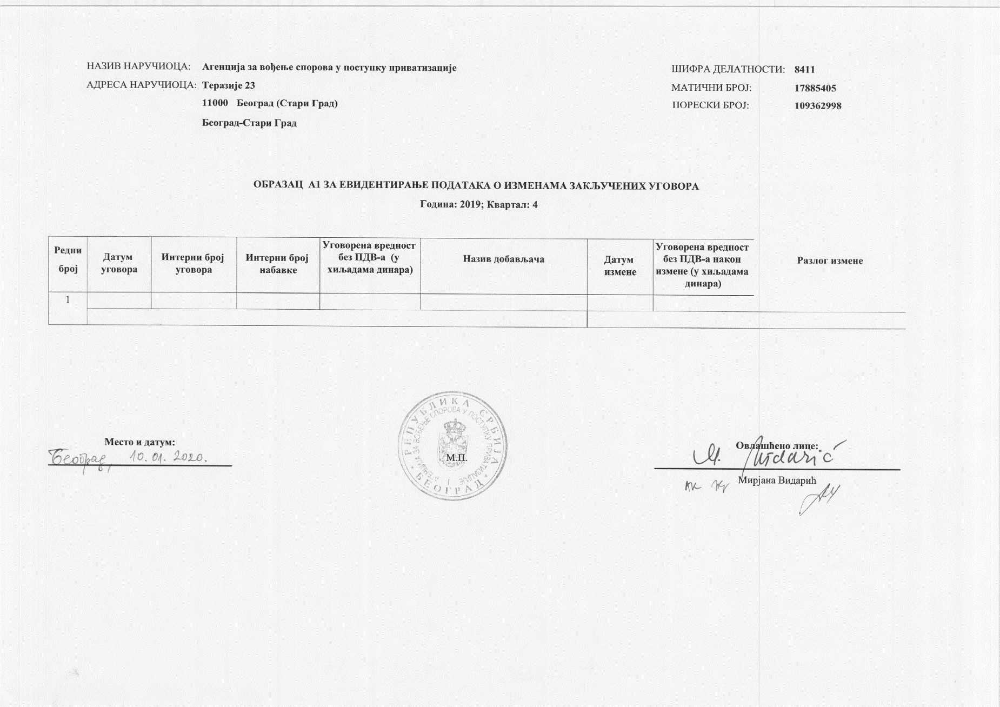 НАЗИВ НАРУЧИОЦА: Агенција за вођење спорова у поступку приватизације
АДРЕСА НАРУЧИОЦА: Теразије 23
11000 Београд (Стари Град)
Београд-Стари Град
ШИФРА ДЕЛАТНОСТИ: 8411
МАТИЧНИ БРОЈ: 17885405
ПОРЕСКИ БРОЈ: 109362998
ОБРАЗАЦ А1 ЗА ЕВИДЕНТИРАЊЕ ПОДАТАКА О ИЗМЕНАМА ЗАКЉУЧЕНИХ УГОВОРА
Година: 2019; Квартал: 4
Редни
број
Датум
уговора
Интерни број
уговора
Интерни број
набавке
Уговорена вредност
без ПДВ-а (у
хиљадама динара)
Назив добављача
Датум
измене
Уговорена вредност
без ПДВ-а након
измене (у хиљадама
динара)
Разлог измене
1
Место и датум:
Београд, 10.01.2020.
РЕПУБЛИКА СРБИЈА
АГЕНЦИЈА ЗА ВОЂЕЊЕ СПОРОВА У ПОСТУПКУ ПРИВАТИЗАЦИЈЕ
I
БЕОГРАД
М.П.
Овлашћено лице:
М. Видарић
Мирјана Видарић